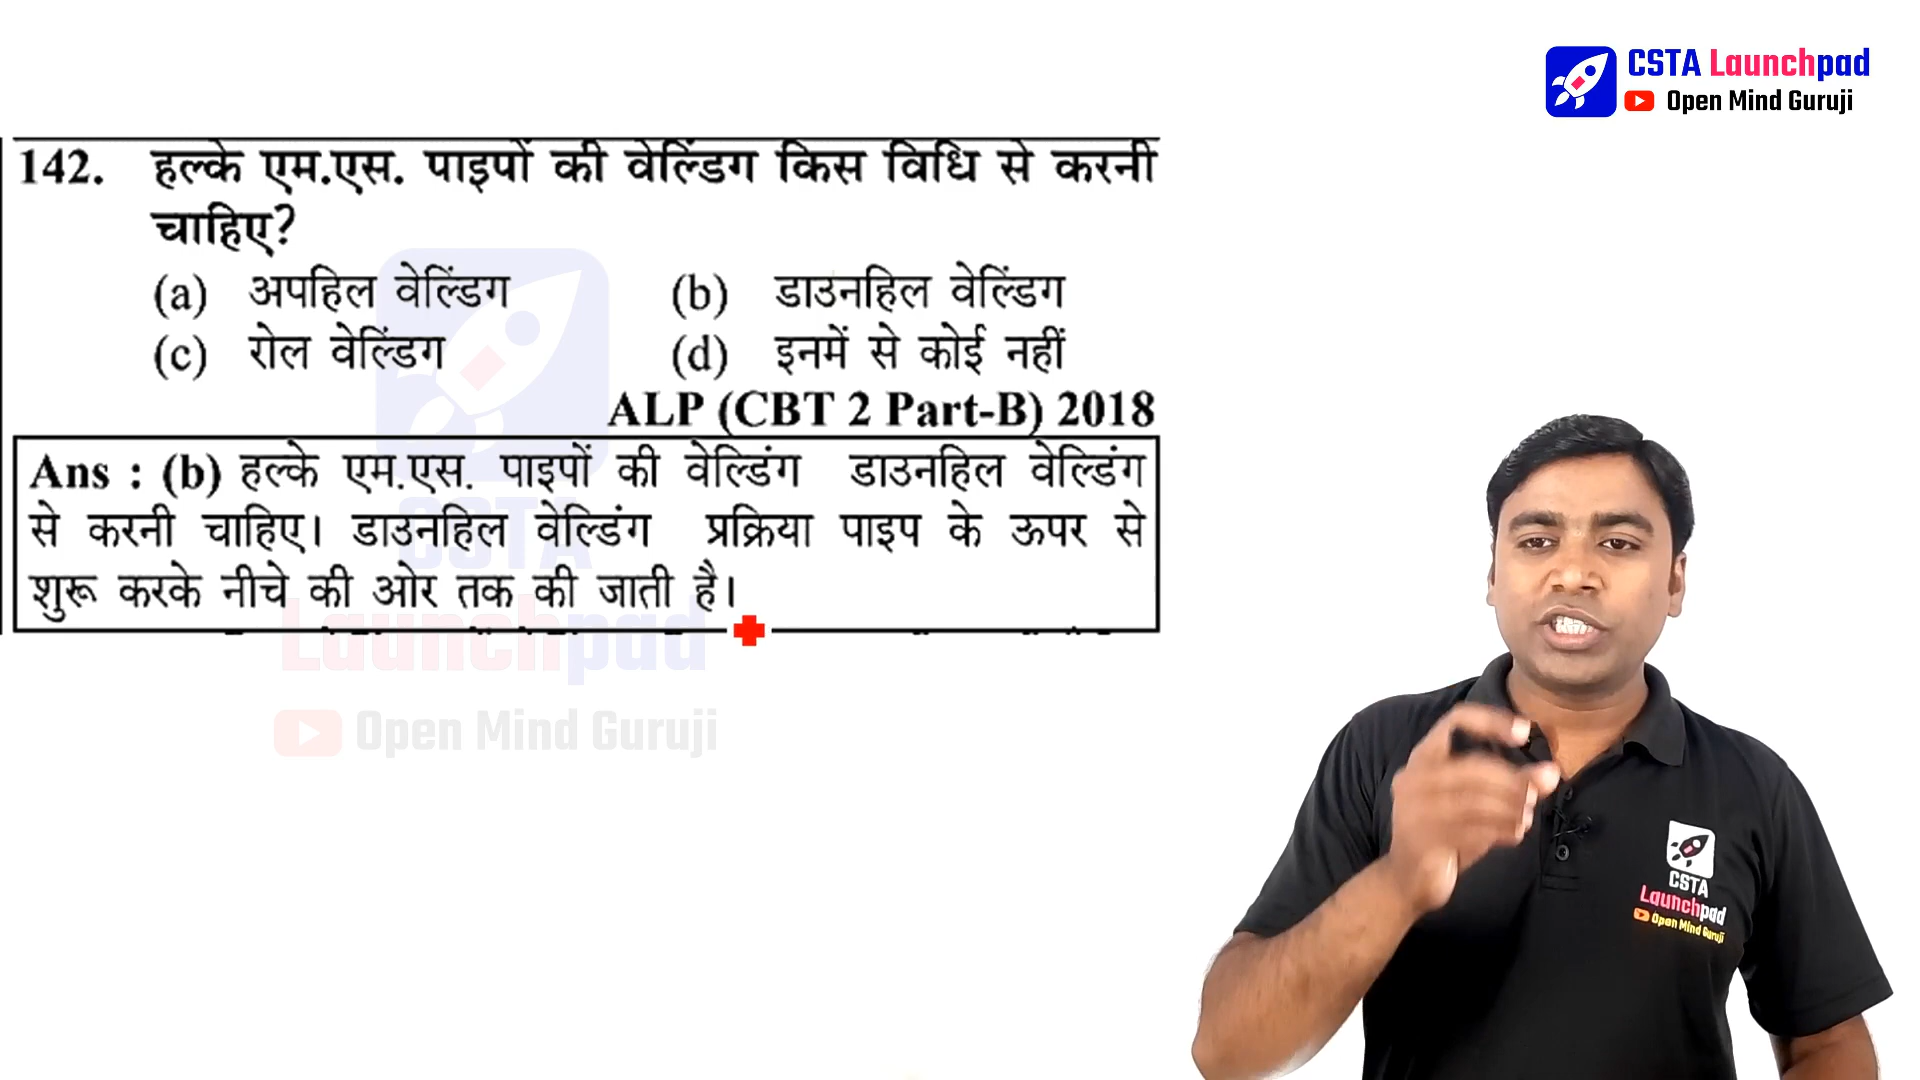 CSTA Launchpad
Open Mind Guruji
142. हल्के एम.एस. पाइपों की वेल्डिंग किस विधि से करनी
चाहिए?
(a) अपहिल वेल्डिंग (b) डाउनहिल वेल्डिंग
(c) रोल वेल्डिंग (d) इनमें से कोई नहीं
ALP (CBT 2 Part-B) 2018
Ans : (b) हल्के एम.एस. पाइपों की वेल्डिंग डाउनहिल वेल्डिंग
से करनी चाहिए। डाउनहिल वेल्डिंग प्रक्रिया पाइप के ऊपर से
शुरू करके नीचे की ओर तक की जाती है।
CSTA
Launchpad
Open Mind Guruji
CSTA
Launchpad
Open Mind Guruji